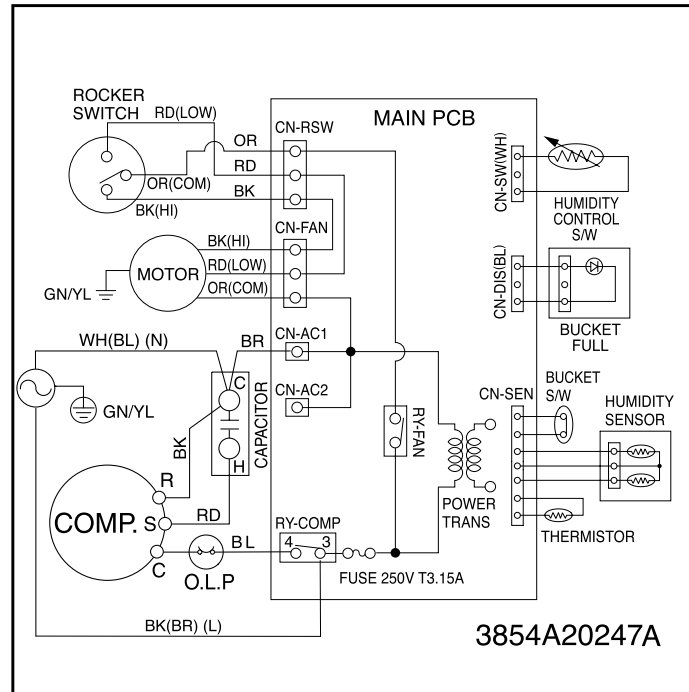 ROCKER
SWITCH
RD(LOW)
OR(COM)
BK(HI)
OR
RD
BK
CN-RSW
MAIN PCB
CN-SW(WH)
HUMIDITY
CONTROL
S/W
CN-FAN
BK(HI)
RD(LOW)
OR(COM)
MOTOR
GN/YL
CN-DIS(BL)
BUCKET
FULL
WH(BL) (N)
BR
CN-AC1
CN-AC2
C
H
CAPACITOR
GN/YL
BK
RY-FAN
CN-SEN
BUCKET
S/W
HUMIDITY
SENSOR
POWER
TRANS
THERMISTOR
COMP.
R
S
C
RD
BL
O.L.P
RY-COMP
4 3
FUSE 250V T3.15A
BK(BR) (L)
3854A20247A